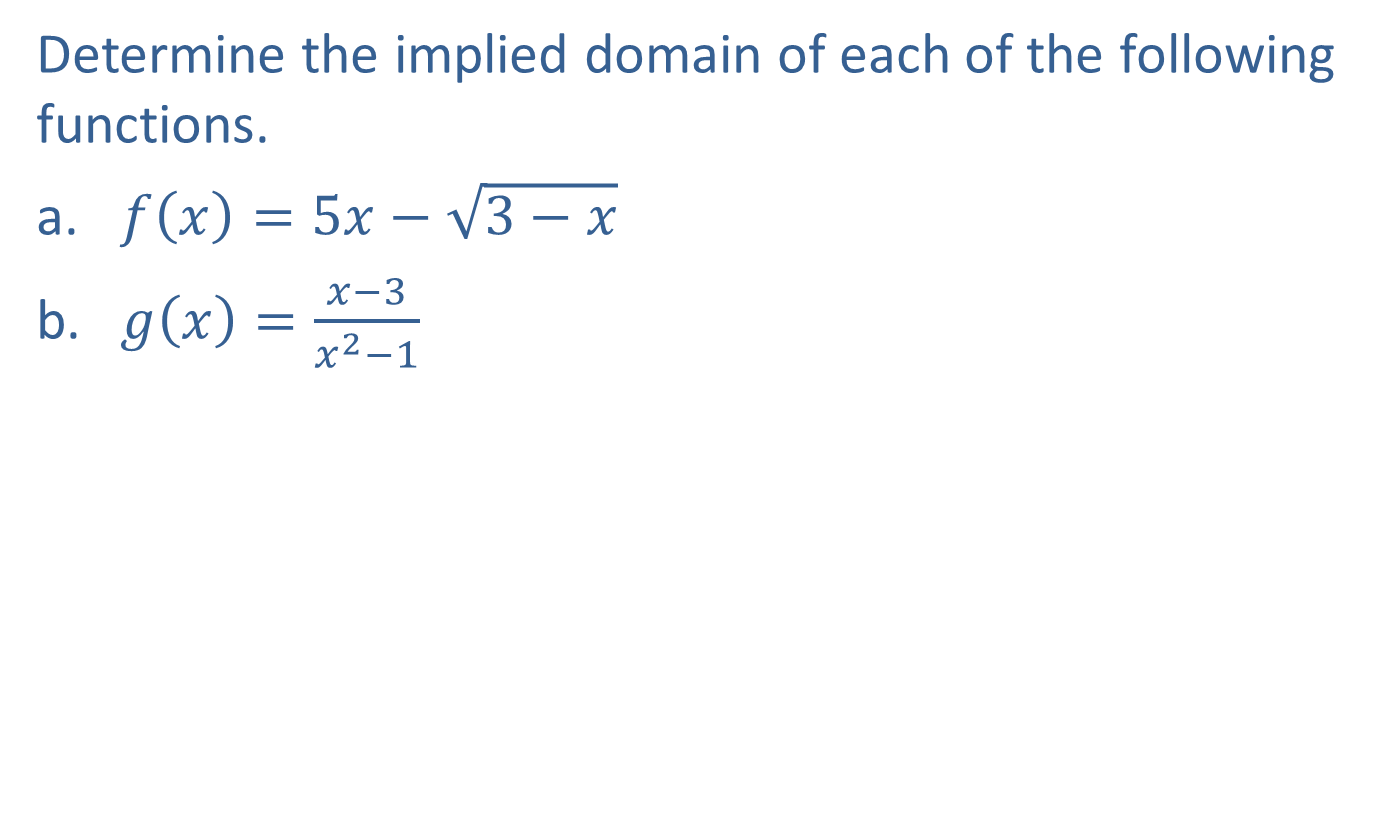 Determine the implied domain of each of the following
functions.
a. f(x) = 5x − √(3 − x)
b. g(x) = (x−3)/(x²−1)